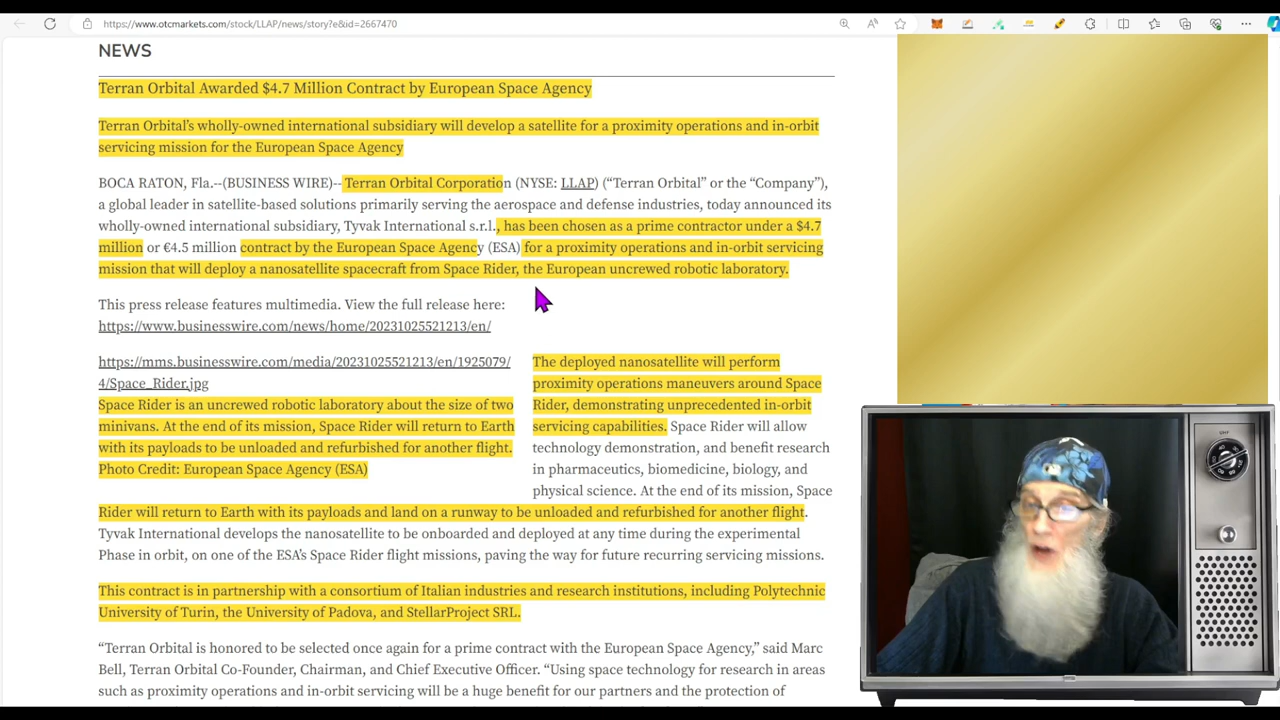 https://www.otcmarkets.com/stock/LLAP/news/story?e&id=2667470
NEWS
Terran Orbital Awarded $4.7 Million Contract by European Space Agency
Terran Orbital's wholly-owned international subsidiary will develop a satellite for a proximity operations and in-orbit
servicing mission for the European Space Agency
BOCA RATON, Fla.--(BUSINESS WIRE)-- Terran Orbital Corporation (NYSE: LLAP) (“Terran Orbital” or the “Company”),
a global leader in satellite-based solutions primarily serving the aerospace and defense industries, today announced its
wholly-owned international subsidiary, Tyvak International s.r.l., has been chosen as a prime contractor under a $4.7
million or €4.5 million contract by the European Space Agency (ESA) for a proximity operations and in-orbit servicing
mission that will deploy a nanosatellite spacecraft from Space Rider, the European uncrewed robotic laboratory.
This press release features multimedia. View the full release here:
https://www.businesswire.com/news/home/20231025521213/en/
https://mms.businesswire.com/media/20231025521213/en/1925079/
4/Space_Rider.jpg
Space Rider is an uncrewed robotic laboratory about the size of two
minivans. At the end of its mission, Space Rider will return to Earth
with its payloads to be unloaded and refurbished for another flight.
Photo Credit: European Space Agency (ESA)
The deployed nanosatellite will perform
proximity operations maneuvers around Space
Rider, demonstrating unprecedented in-orbit
servicing capabilities. Space Rider will allow
technology demonstration, and benefit research
in pharmaceutics, biomedicine, biology, and
physical science. At the end of its mission, Space
Rider will return to Earth with its payloads and land on a runway to be unloaded and refurbished for another flight.
Tyvak International develops the nanosatellite to be onboarded and deployed at any time during the experimental
Phase in orbit, on one of the ESA's Space Rider flight missions, paving the way for future recurring servicing missions.
This contract is in partnership with a consortium of Italian industries and research institutions, including Polytechnic
University of Turin, the University of Padova, and StellarProject SRL.
“Terran Orbital is honored to be selected once again for a prime contract with the European Space Agency,” said Marc
Bell, Terran Orbital Co-Founder, Chairman, and Chief Executive Officer. “Using space technology for research in areas
such as proximity operations and in-orbit servicing will be a huge benefit for our partners and the protection of